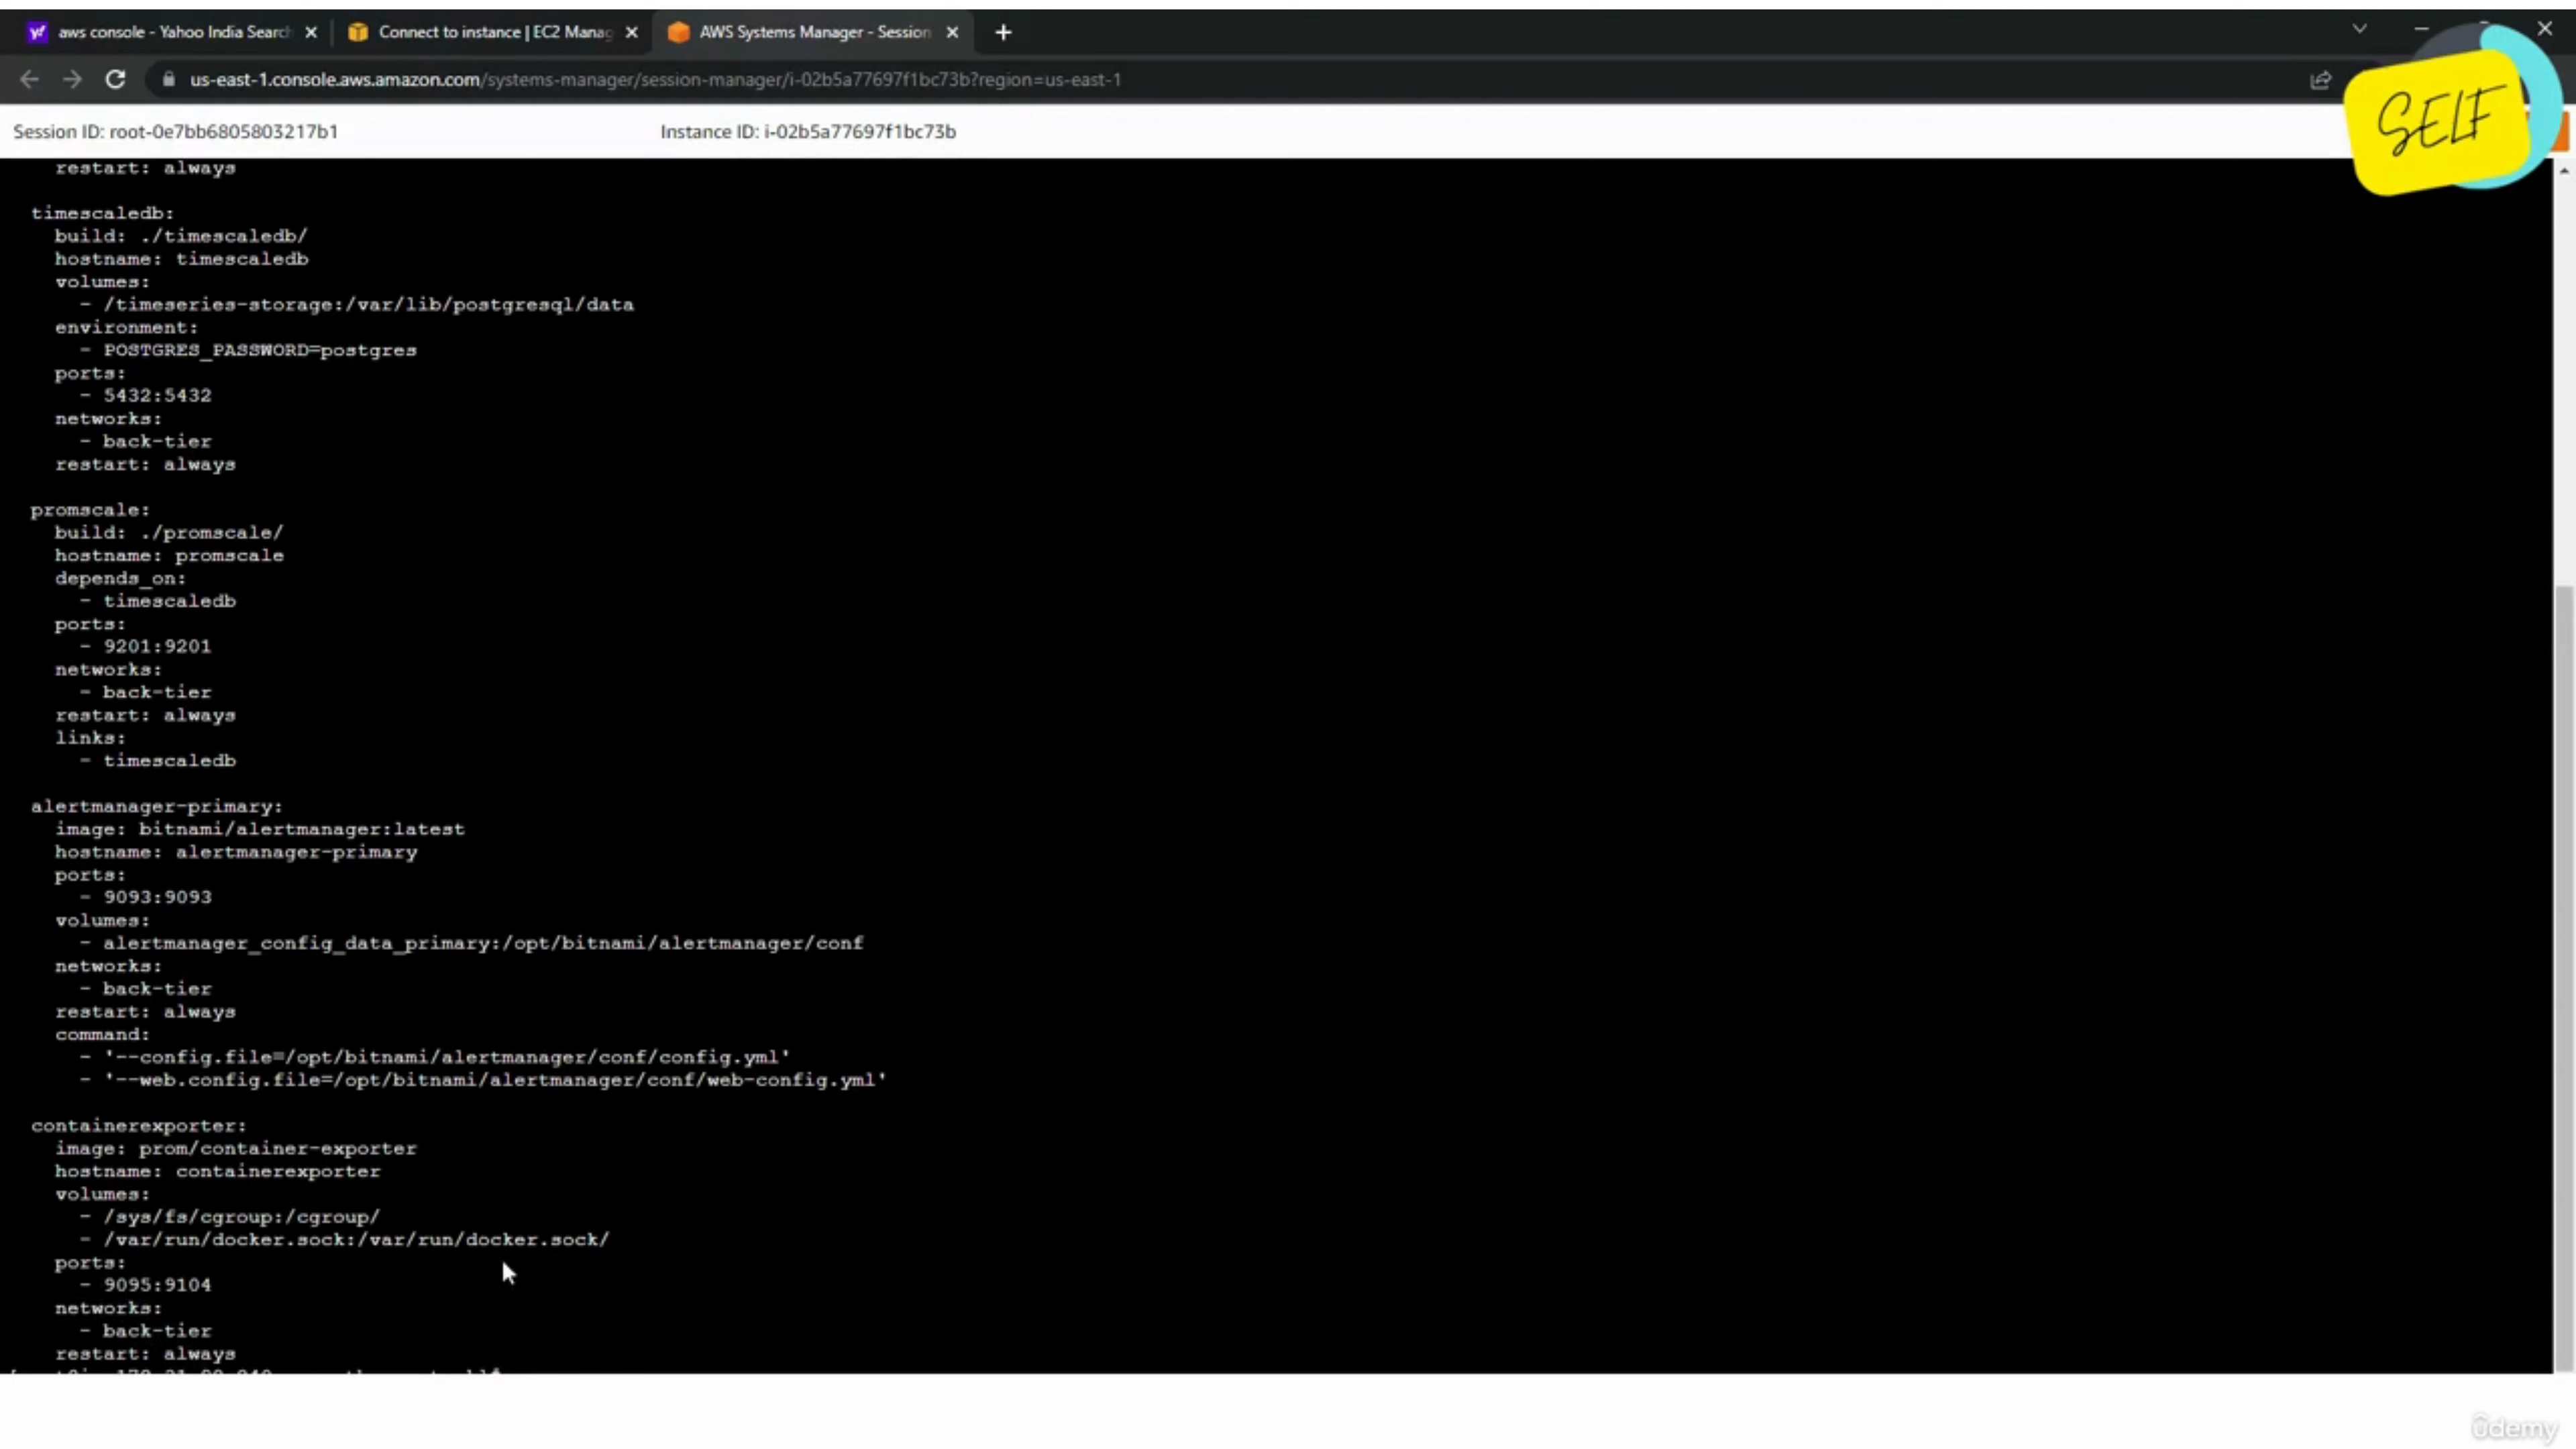 aws console - Yahoo India Search
Connect to instance | EC2 Manag
AWS Systems Manager - Session
us-east-1.console.aws.amazon.com/systems-manager/session-manager/i-02b5a77697f1bc73b?region=us-east-1
SELF
Session ID: root-0e7bb6805803217b1
Instance ID: i-02b5a77697f1bc73b
restart: always
timescaledb:
build: ./timescaledb/
hostname: timescaledb
volumes:
- /timeseries-storage:/var/lib/postgresql/data
environment:
- POSTGRES_PASSWORD=postgres
ports:
- 5432:5432
networks:
- back-tier
restart: always
promscale:
build: ./promscale/
hostname: promscale
depends_on:
- timescaledb
ports:
- 9201:9201
networks:
- back-tier
restart: always
links:
- timescaledb
alertmanager-primary:
image: bitnami/alertmanager:latest
hostname: alertmanager-primary
ports:
- 9093:9093
volumes:
- alertmanager_config_data_primary:/opt/bitnami/alertmanager/conf
networks:
- back-tier
restart: always
command:
- '--config.file=/opt/bitnami/alertmanager/conf/config.yml'
- '--web.config.file=/opt/bitnami/alertmanager/conf/web-config.yml'
containerexporter:
image: prom/container-exporter
hostname: containerexporter
volumes:
- /sys/fs/cgroup:/cgroup/
- /var/run/docker.sock:/var/run/docker.sock/
ports:
- 9095:9104
networks:
- back-tier
restart: always
ûdemy